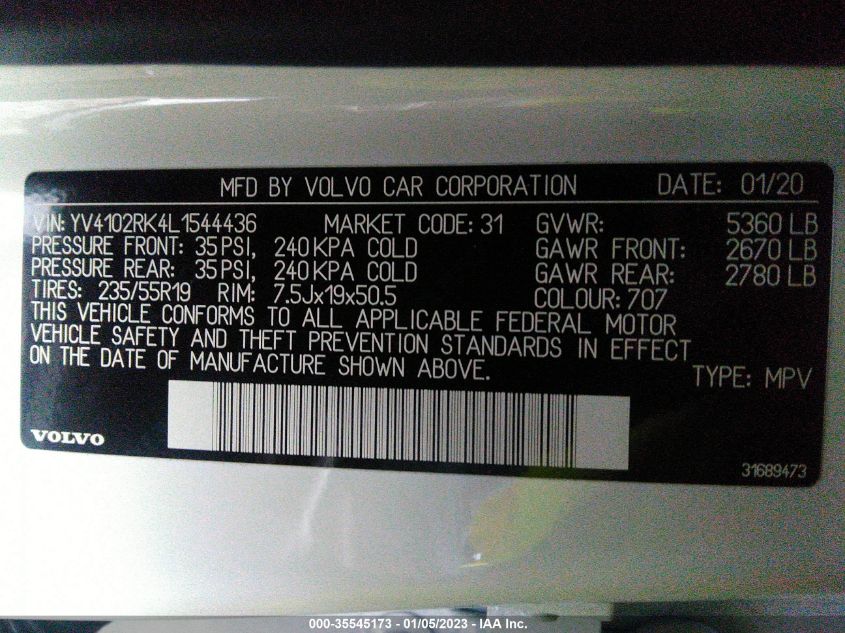 MFD BY VOLVO CAR CORPORATION DATE: 01/20
VIN: YV4102RK4L1544436 MARKET CODE: 31 GVWR: 5360 LB
PRESSURE FRONT: 35 PSI, 240 KPA COLD GAWR FRONT: 2670 LB
PRESSURE REAR: 35 PSI, 240 KPA COLD GAWR REAR: 2780 LB
TIRES: 235/55R19 RIM: 7.5Jx19x50.5 COLOUR: 707
THIS VEHICLE CONFORMS TO ALL APPLICABLE FEDERAL MOTOR
VEHICLE SAFETY AND THEFT PREVENTION STANDARDS IN EFFECT
ON THE DATE OF MANUFACTURE SHOWN ABOVE.
TYPE: MPV
VOLVO
31689473
000-35545173 - 01/05/2023 - IAA Inc.